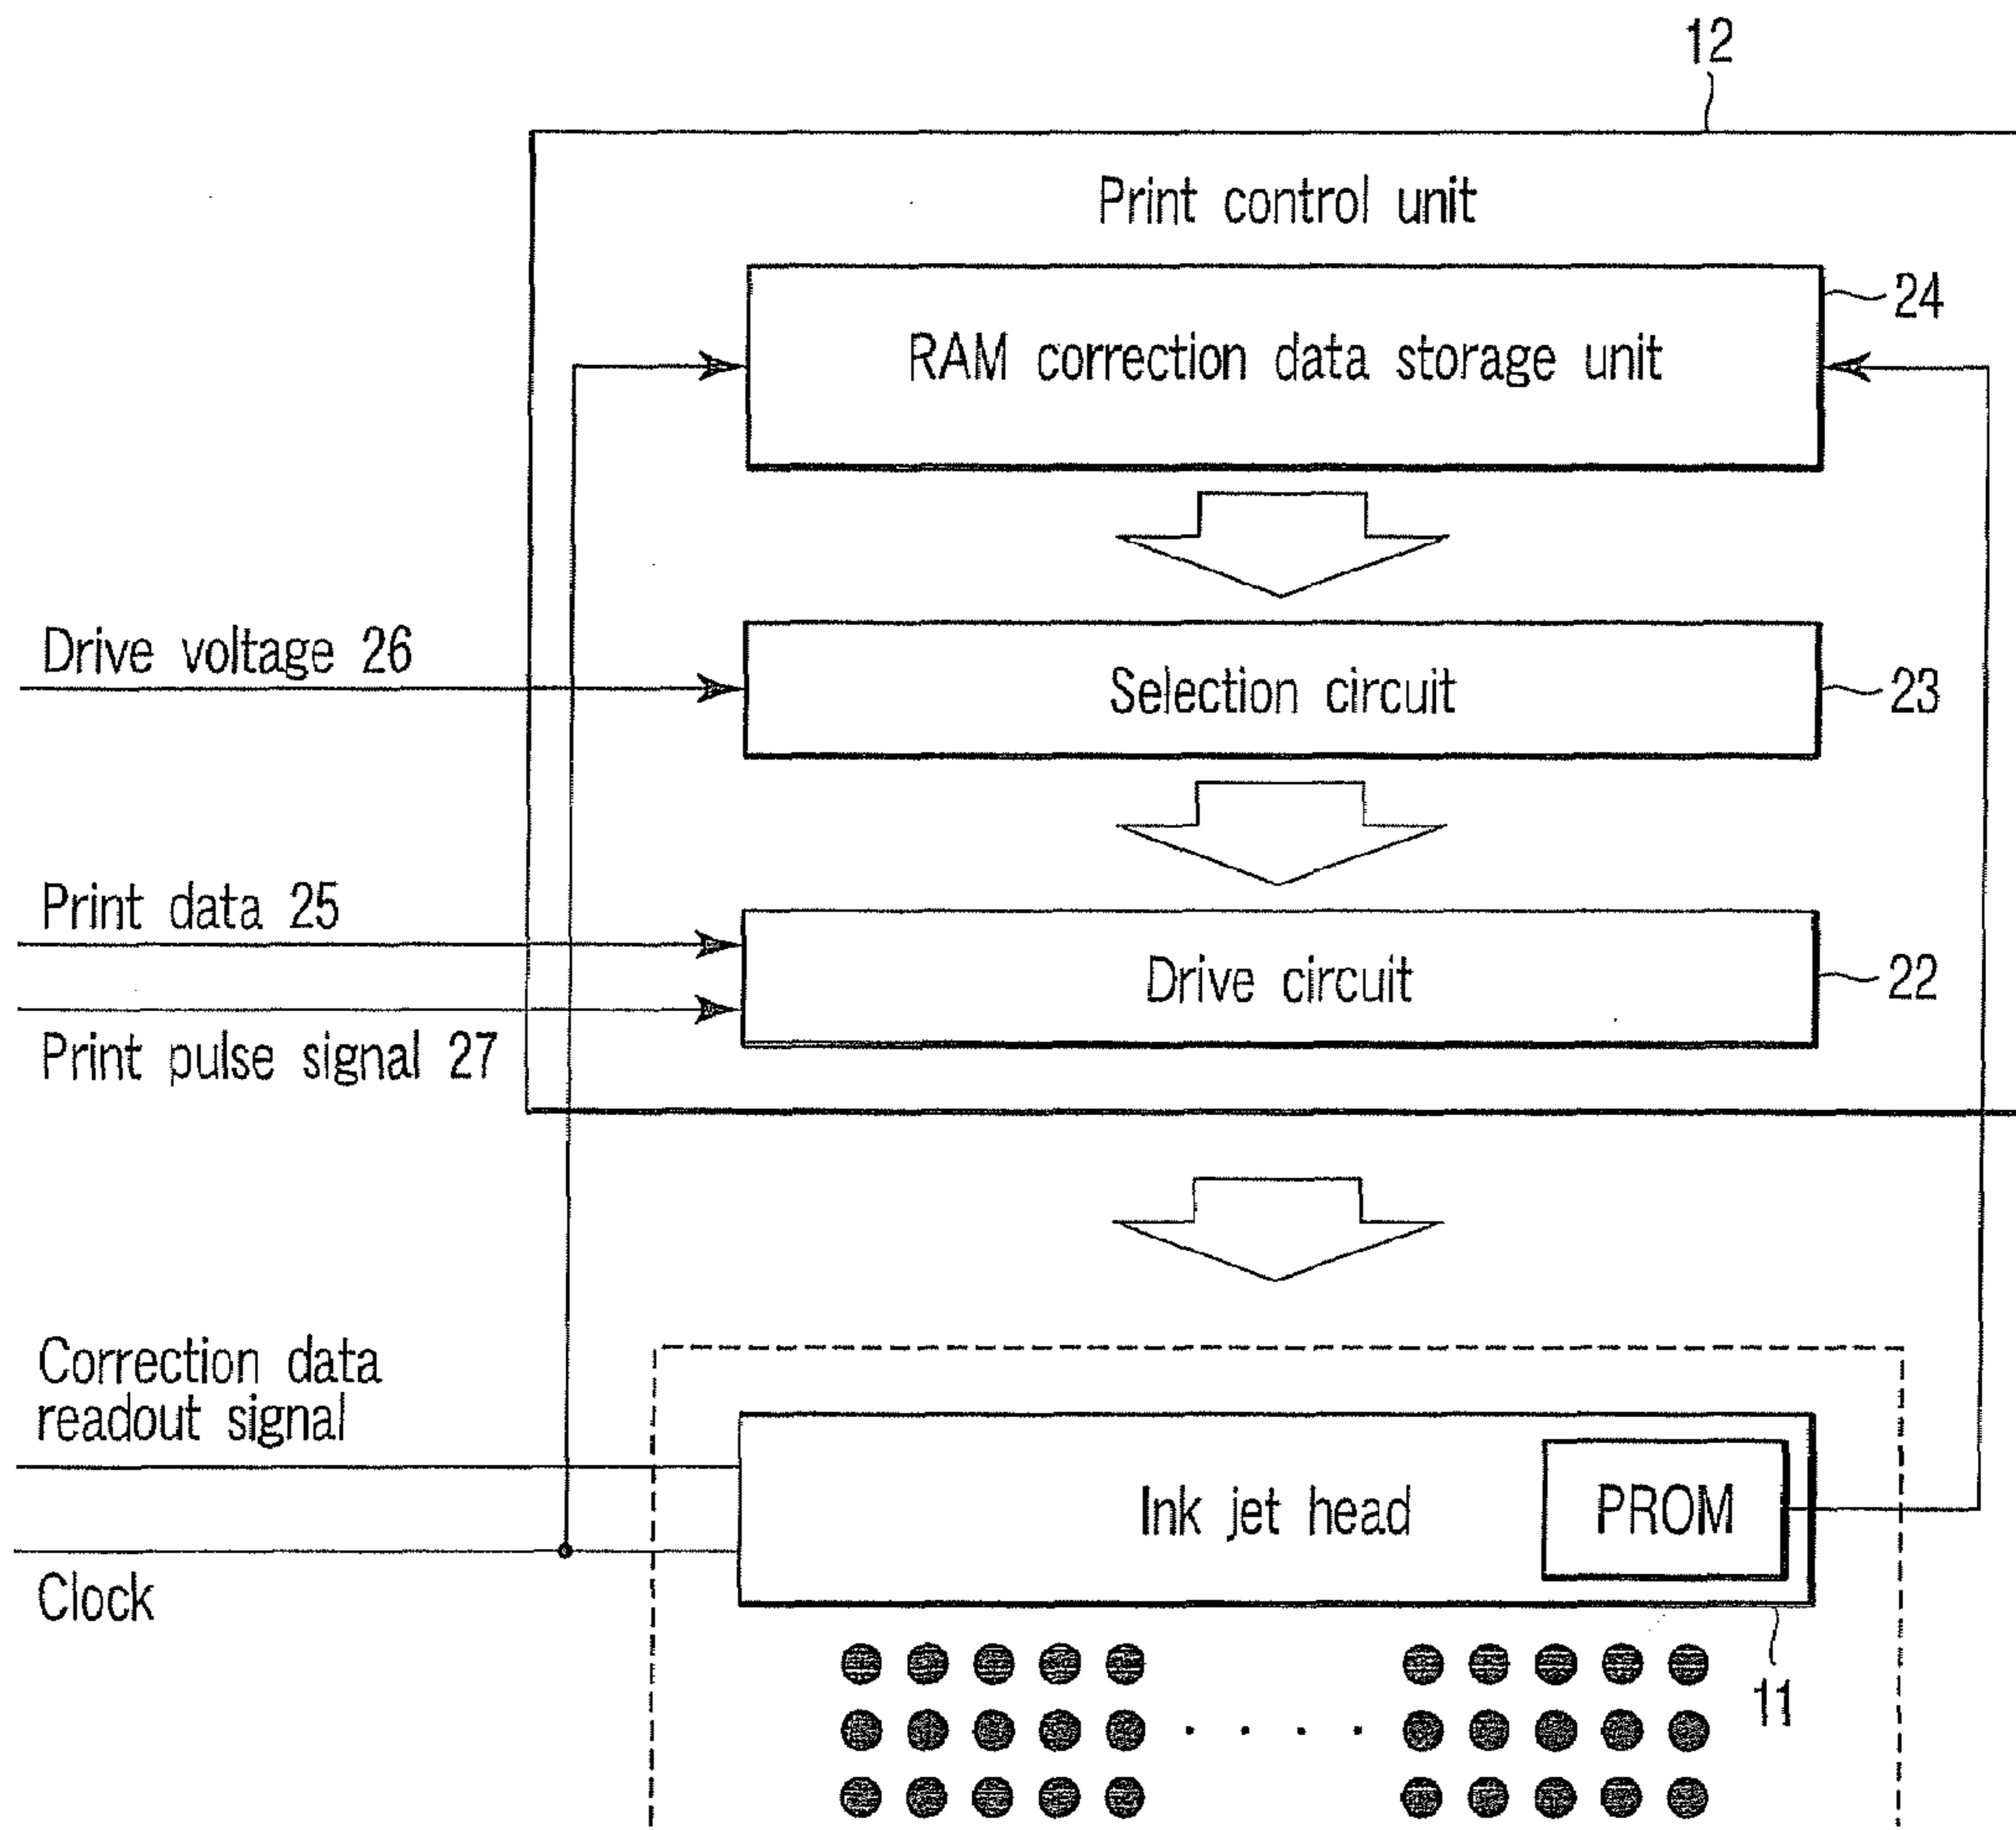 12
Print control unit
24
RAM correction data storage unit
Drive voltage 26
Selection circuit
23
Print data 25
Drive circuit
22
Print pulse signal 27
Correction data
readout signal
Ink jet head
PROM
Clock
11